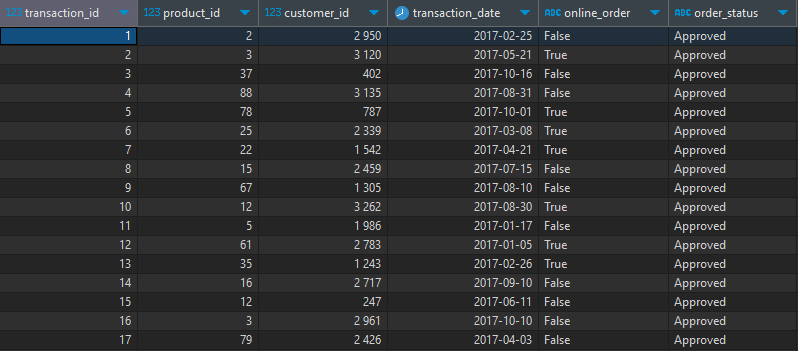 123 transaction_id 123 product_id 123 customer_id transaction_date ABC online_order ABC order_status
1 2 2 950 2017-02-25 False Approved
2 3 3 120 2017-05-21 True Approved
3 37 402 2017-10-16 False Approved
4 88 3 135 2017-08-31 False Approved
5 78 787 2017-10-01 True Approved
6 25 2 339 2017-03-08 True Approved
7 22 1 542 2017-04-21 True Approved
8 15 2 459 2017-07-15 False Approved
9 67 1 305 2017-08-10 False Approved
10 12 3 262 2017-08-30 True Approved
11 5 1 986 2017-01-17 False Approved
12 61 2 783 2017-01-05 True Approved
13 35 1 243 2017-02-26 True Approved
14 16 2 717 2017-09-10 False Approved
15 12 247 2017-06-11 False Approved
16 3 2 961 2017-10-10 False Approved
17 79 2 426 2017-04-03 False Approved